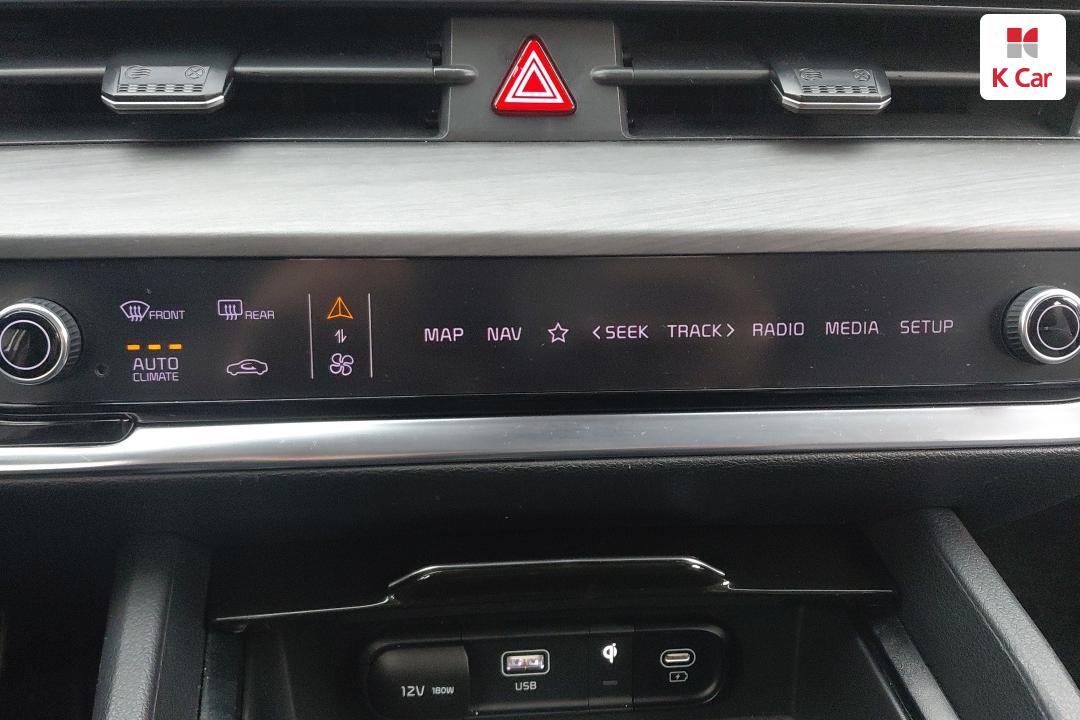 K Car
FRONT
REAR
MAP NAV SEEK TRACK RADIO MEDIA SETUP
AUTO
CLIMATE
12V 180W
USB